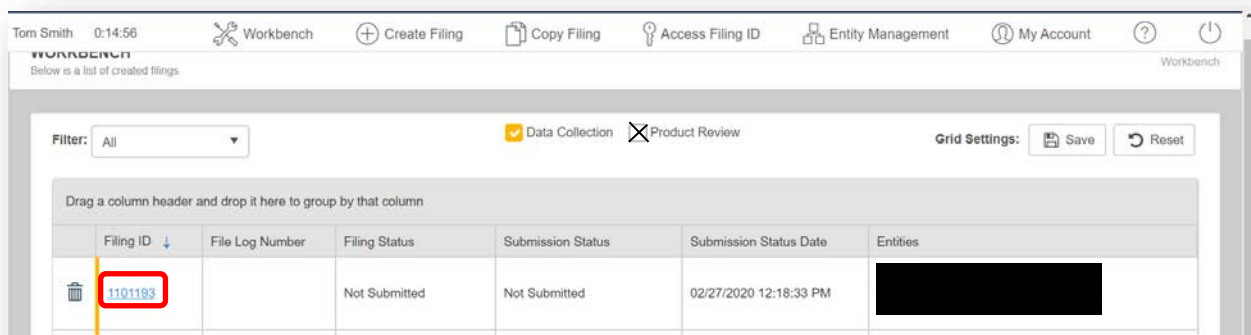 Tom Smith 0:14:56 Workbench Create Filing Copy Filing Access Filing ID Entity Management My Account ?
WORKBENCH
Below is a list of created filings
Workbench
Filter: All Data Collection Product Review Grid Settings: Save Reset
Drag a column header and drop it here to group by that column
Filing ID ↓ File Log Number Filing Status Submission Status Submission Status Date Entities
1101193 Not Submitted Not Submitted 02/27/2020 12:18:33 PM